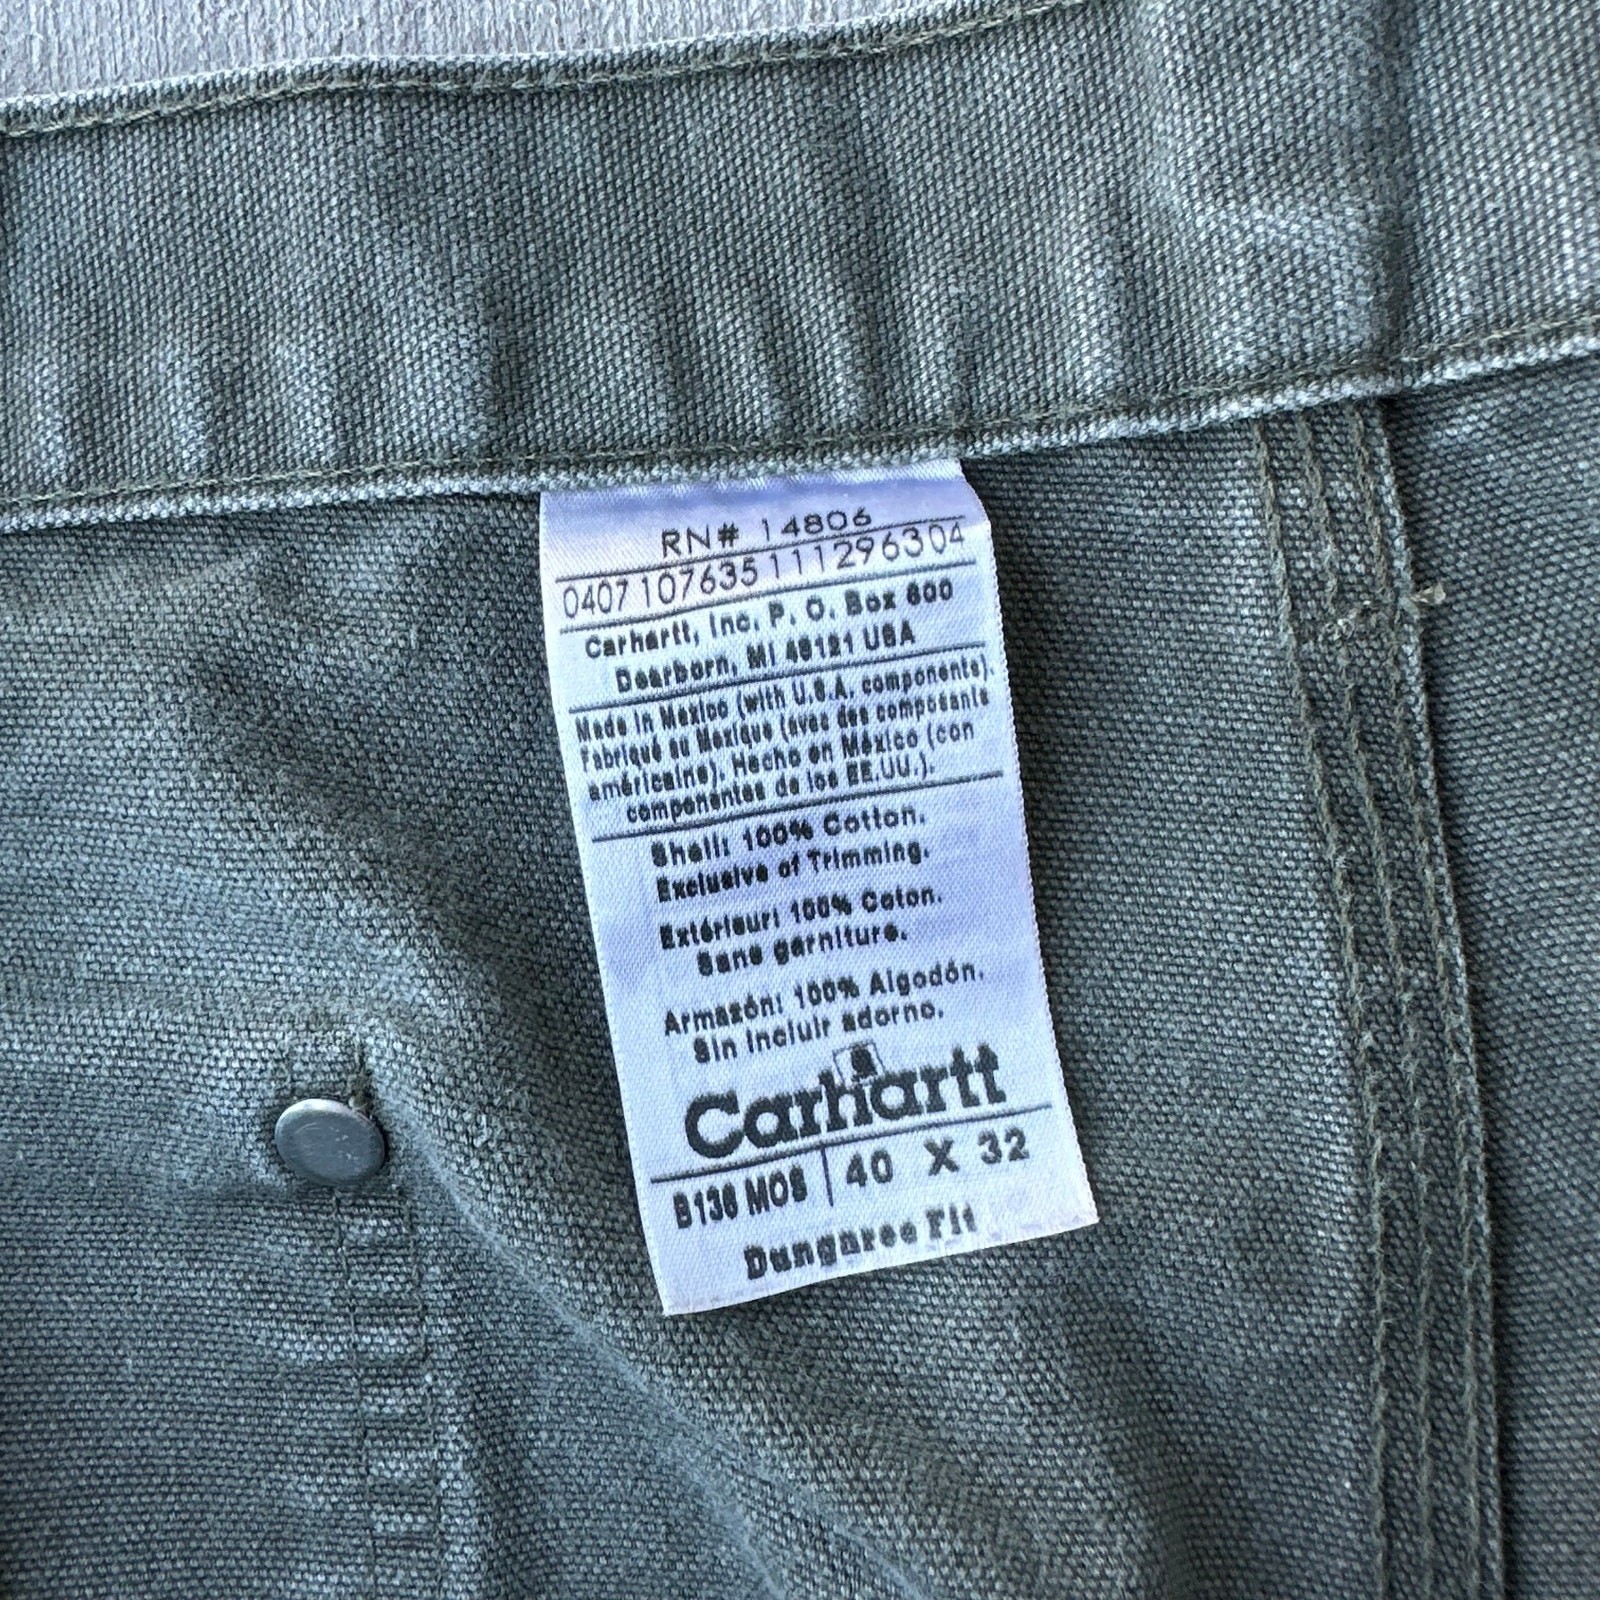 RN# 14806
0407 107635 111296304
Carhartt, Inc. P. O. Box 600
Dearborn, MI 48121 USA
Made in Mexico (with U.S.A. components).
Fabriqué au Mexique (avec des composants
américains). Hecho en México (con
componentes de los EE.UU.).
Shell: 100% Cotton.
Exclusive of Trimming.
Extérieur: 100% Coton.
Sans garniture.
Armazón: 100% Algodón.
Sin incluir adorno.
Carhartt
B136 MOS 40 X 32
Dungaree Fit